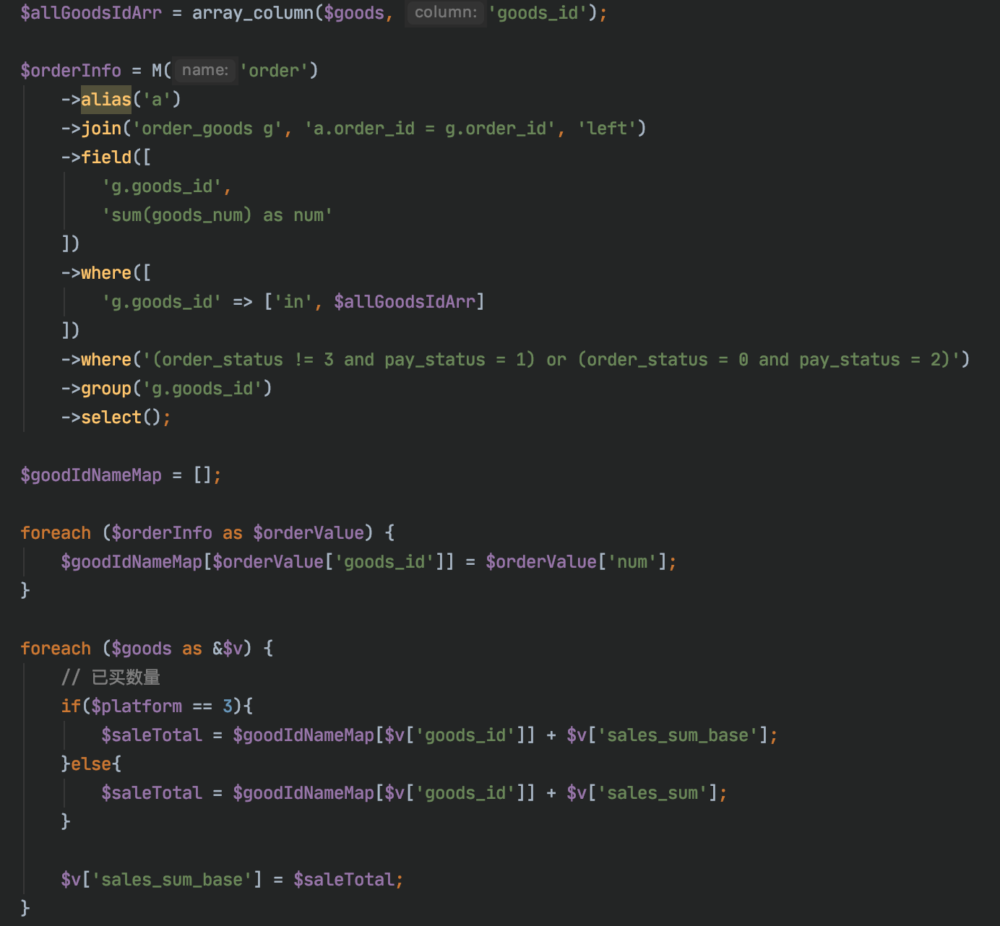 $allGoodsIdArr = array_column($goods, column: 'goods_id');
$orderInfo = M( name: 'order')
->alias('a')
->join('order_goods g', 'a.order_id = g.order_id', 'left')
->field([
'g.goods_id',
'sum(goods_num) as num'
])
->where([
'g.goods_id' => ['in', $allGoodsIdArr]
])
->where('(order_status != 3 and pay_status = 1) or (order_status = 0 and pay_status = 2)')
->group('g.goods_id')
->select();
$goodIdNameMap = [];
foreach ($orderInfo as $orderValue) {
$goodIdNameMap[$orderValue['goods_id']] = $orderValue['num'];
}
foreach ($goods as &$v) {
// 已买数量
if($platform == 3){
$saleTotal = $goodIdNameMap[$v['goods_id']] + $v['sales_sum_base'];
}else{
$saleTotal = $goodIdNameMap[$v['goods_id']] + $v['sales_sum'];
}
$v['sales_sum_base'] = $saleTotal;
}